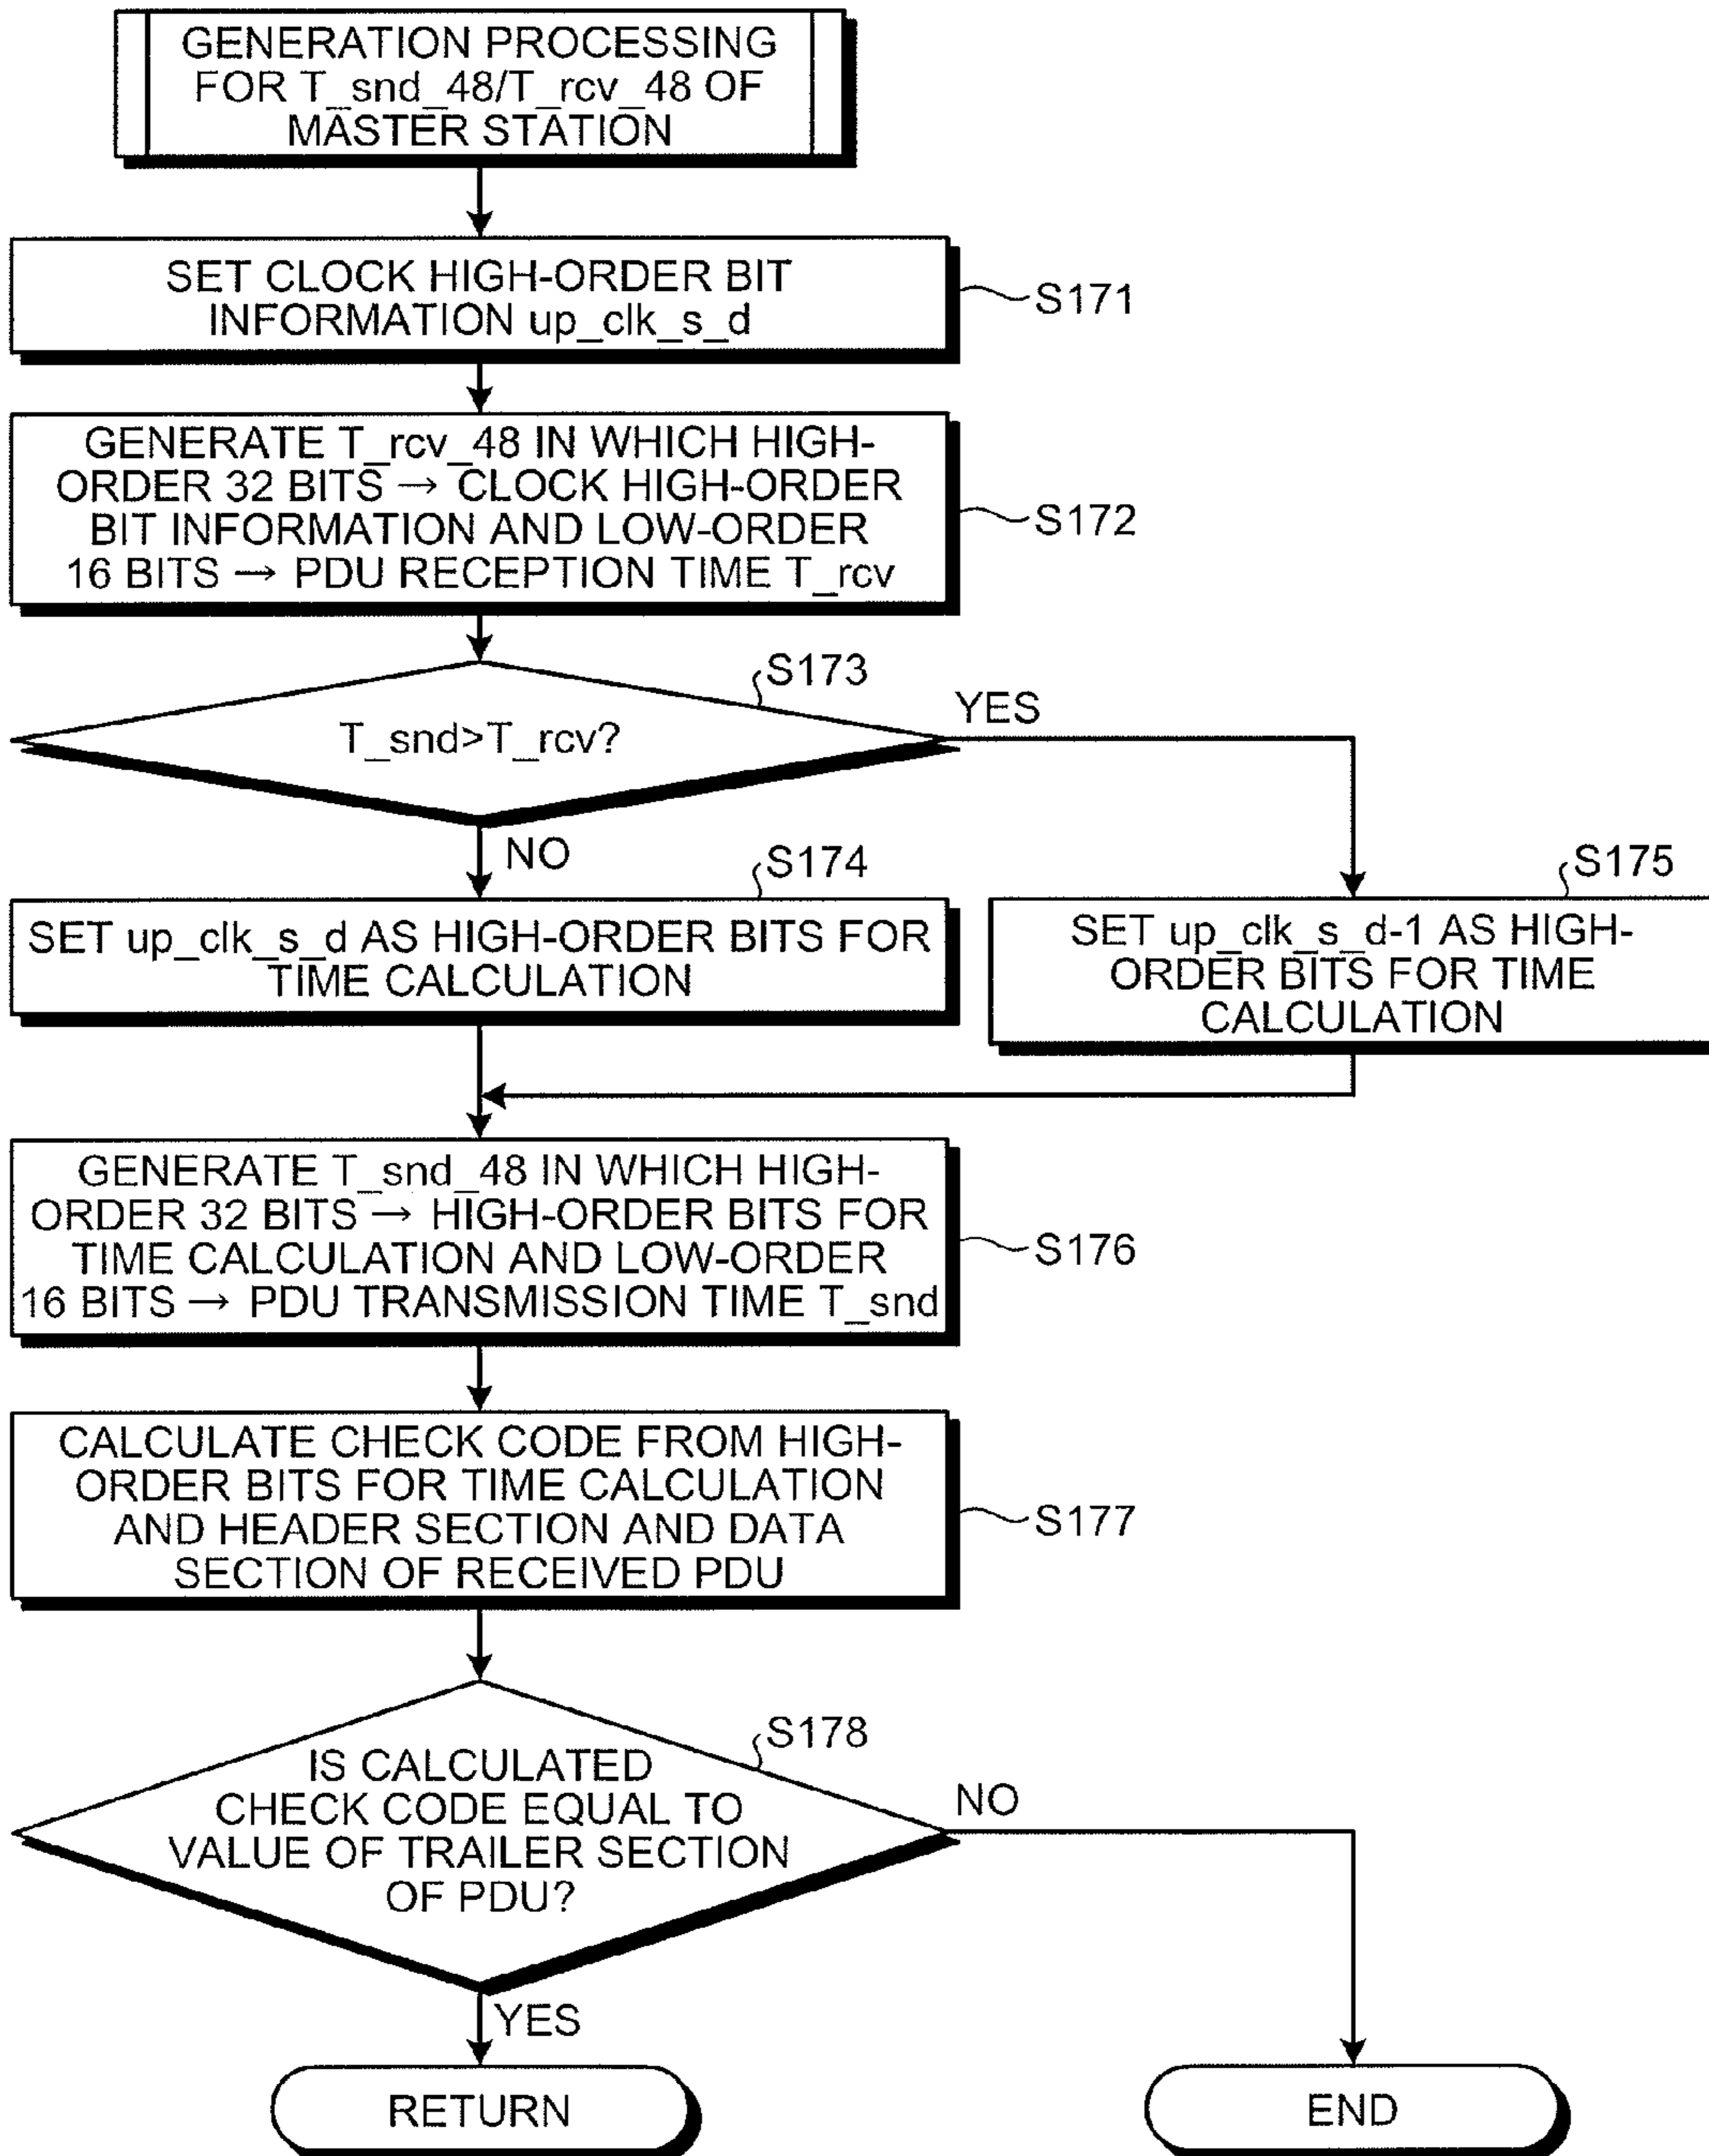 GENERATION PROCESSING
FOR T_snd_48/T_rcv_48 OF
MASTER STATION
SET CLOCK HIGH-ORDER BIT
INFORMATION up_clk_s_d
S171
GENERATE T_rcv_48 IN WHICH HIGH-
ORDER 32 BITS → CLOCK HIGH-ORDER
BIT INFORMATION AND LOW-ORDER
16 BITS → PDU RECEPTION TIME T_rcv
S172
S173
T_snd>T_rcv?
YES
NO
S174
SET up_clk_s_d AS HIGH-ORDER BITS FOR
TIME CALCULATION
S175
SET up_clk_s_d-1 AS HIGH-
ORDER BITS FOR TIME
CALCULATION
GENERATE T_snd_48 IN WHICH HIGH-
ORDER 32 BITS → HIGH-ORDER BITS FOR
TIME CALCULATION AND LOW-ORDER
16 BITS → PDU TRANSMISSION TIME T_snd
S176
CALCULATE CHECK CODE FROM HIGH-
ORDER BITS FOR TIME CALCULATION
AND HEADER SECTION AND DATA
SECTION OF RECEIVED PDU
S177
S178
IS CALCULATED
CHECK CODE EQUAL TO
VALUE OF TRAILER SECTION
OF PDU?
NO
YES
RETURN
END